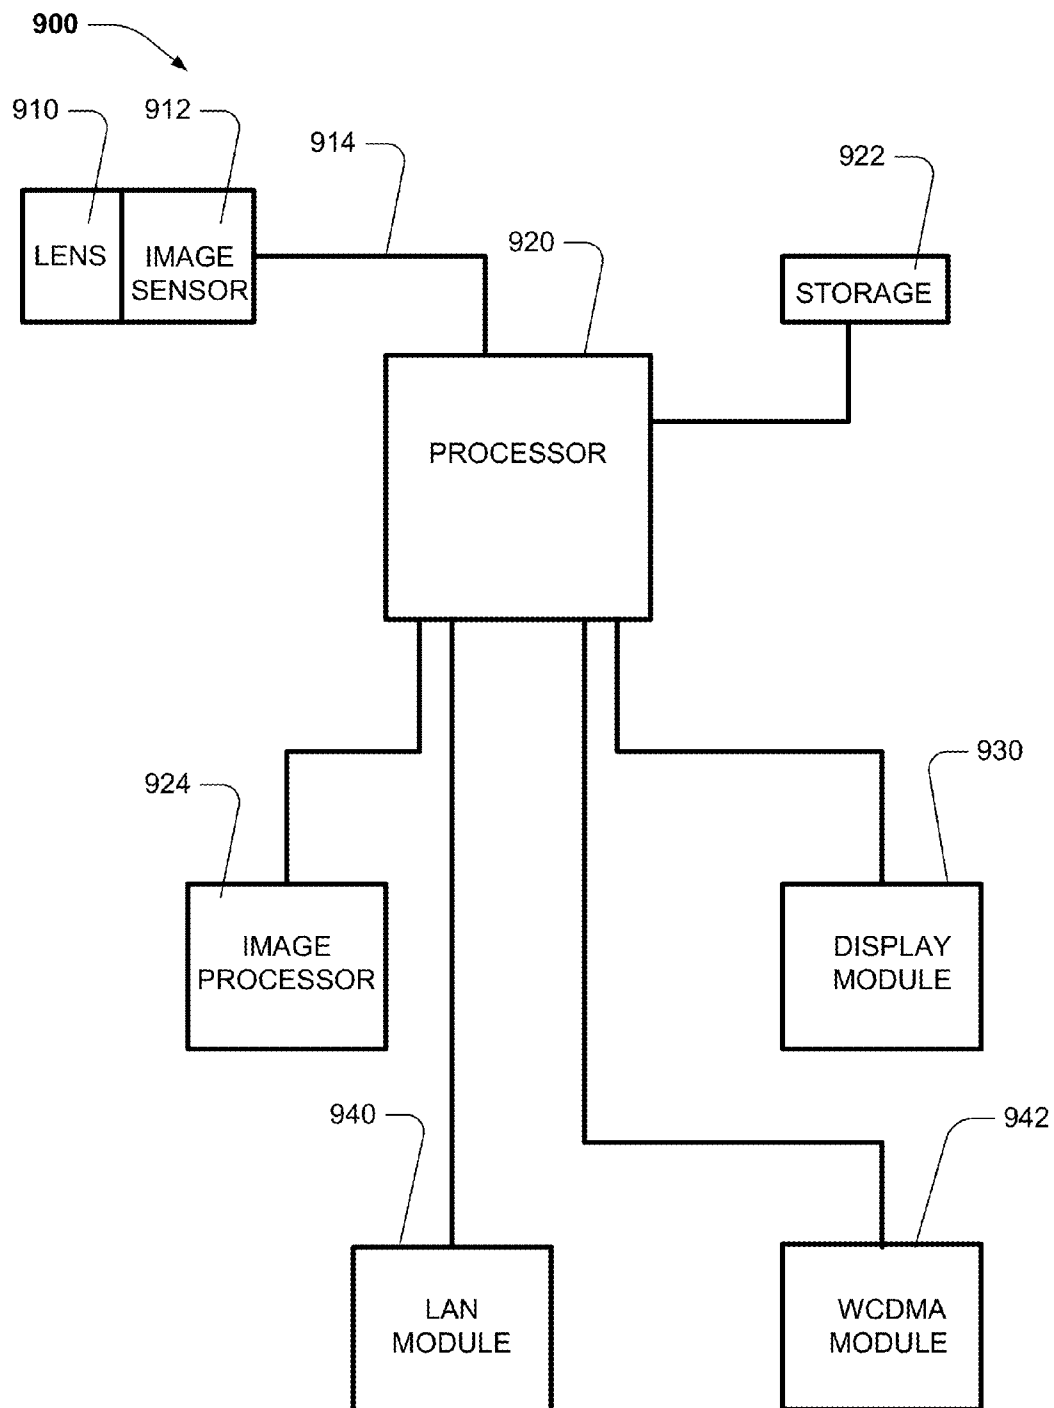 900
910
912
914
922
920
LENS
IMAGE
SENSOR
STORAGE
PROCESSOR
930
924
IMAGE
PROCESSOR
DISPLAY
MODULE
940
942
LAN
MODULE
WCDMA
MODULE